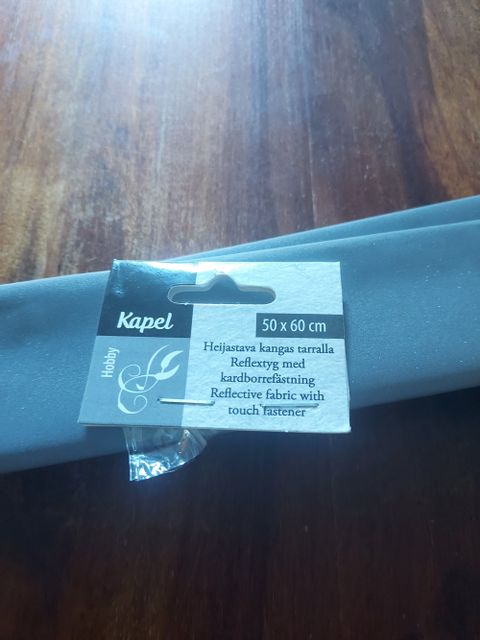 Kapel
Hobby
50 x 60 cm
Heijastava kangas tarralla
Reflextyg med
kardborrefästning
Reflective fabric with
touch fastener